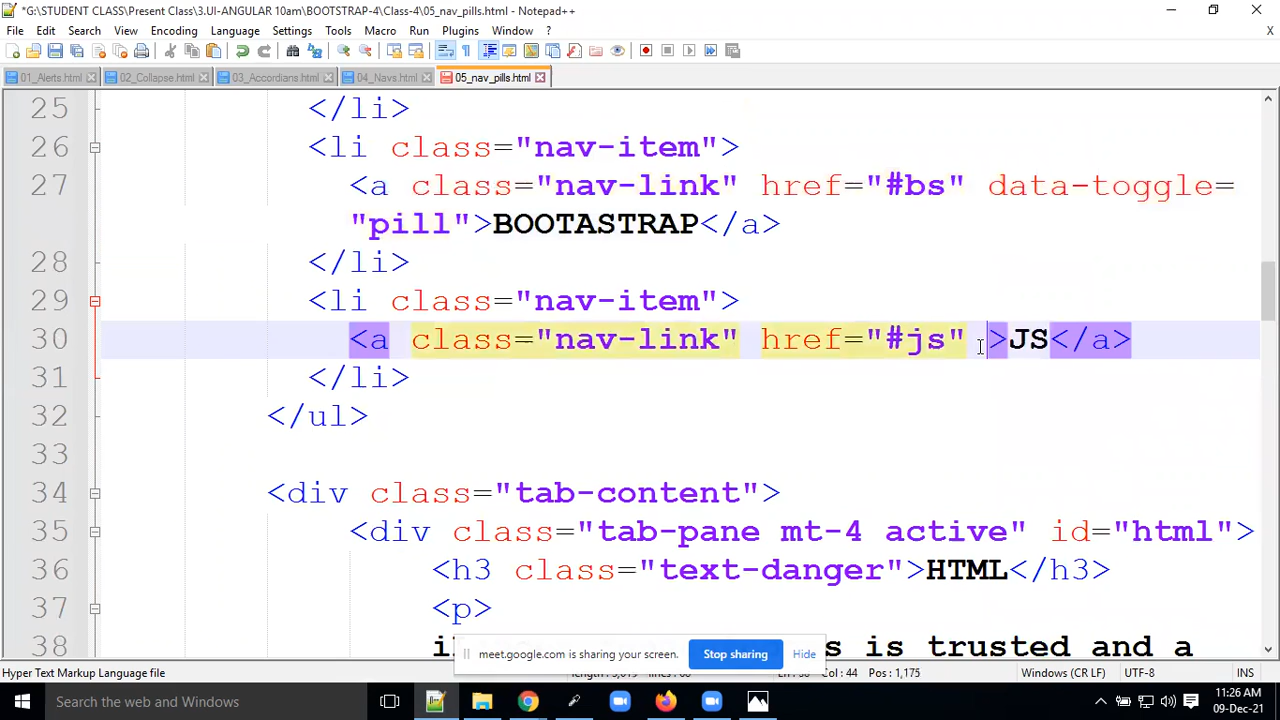 *G:\STUDENT CLASS\Present Class\3.UI-ANGULAR 10am\BOOTSTRAP-4\Class-4\05_nav_pills.html - Notepad++
File Edit Search View Encoding Language Settings Tools Macro Run Plugins Window ? X
01_Alerts.html 02_Collapse.html 03_Accordians.html 04_Navs.html 05_nav_pills.html
25 </li>
26 <li class="nav-item">
27 <a class="nav-link" href="#bs" data-toggle=
"pill">BOOTASTRAP</a>
28 </li>
29 <li class="nav-item">
30 <a class="nav-link" href="#js" >JS</a>
31 </li>
32 </ul>
33
34 <div class="tab-content">
35 <div class="tab-pane mt-4 active" id="html">
36 <h3 class="text-danger">HTML</h3>
37 <p>
38 s is trusted and a
meet.google.com is sharing your screen. Stop sharing Hide
Hyper Text Markup Language file Col : 44 Pos : 1,175 Windows (CR LF) UTF-8 INS
Search the web and Windows
11:26 AM
09-Dec-21